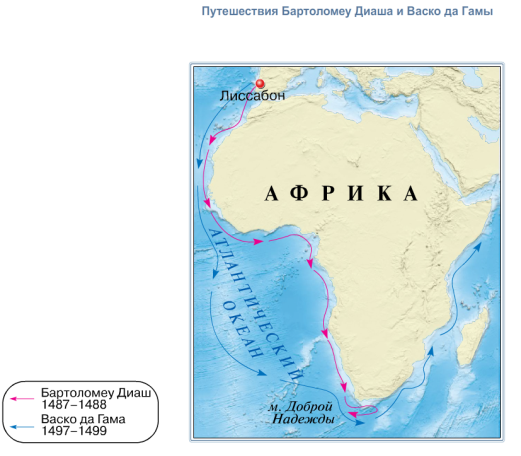 Путешествия Бартоломеу Диаша и Васко да Гамы
Лиссабон
АФРИКА
АТЛАНТИЧЕСКИЙ
ОКЕАН
м. Доброй
Надежды
Бартоломеу Диаш
1487–1488
Васко да Гама
1497–1499